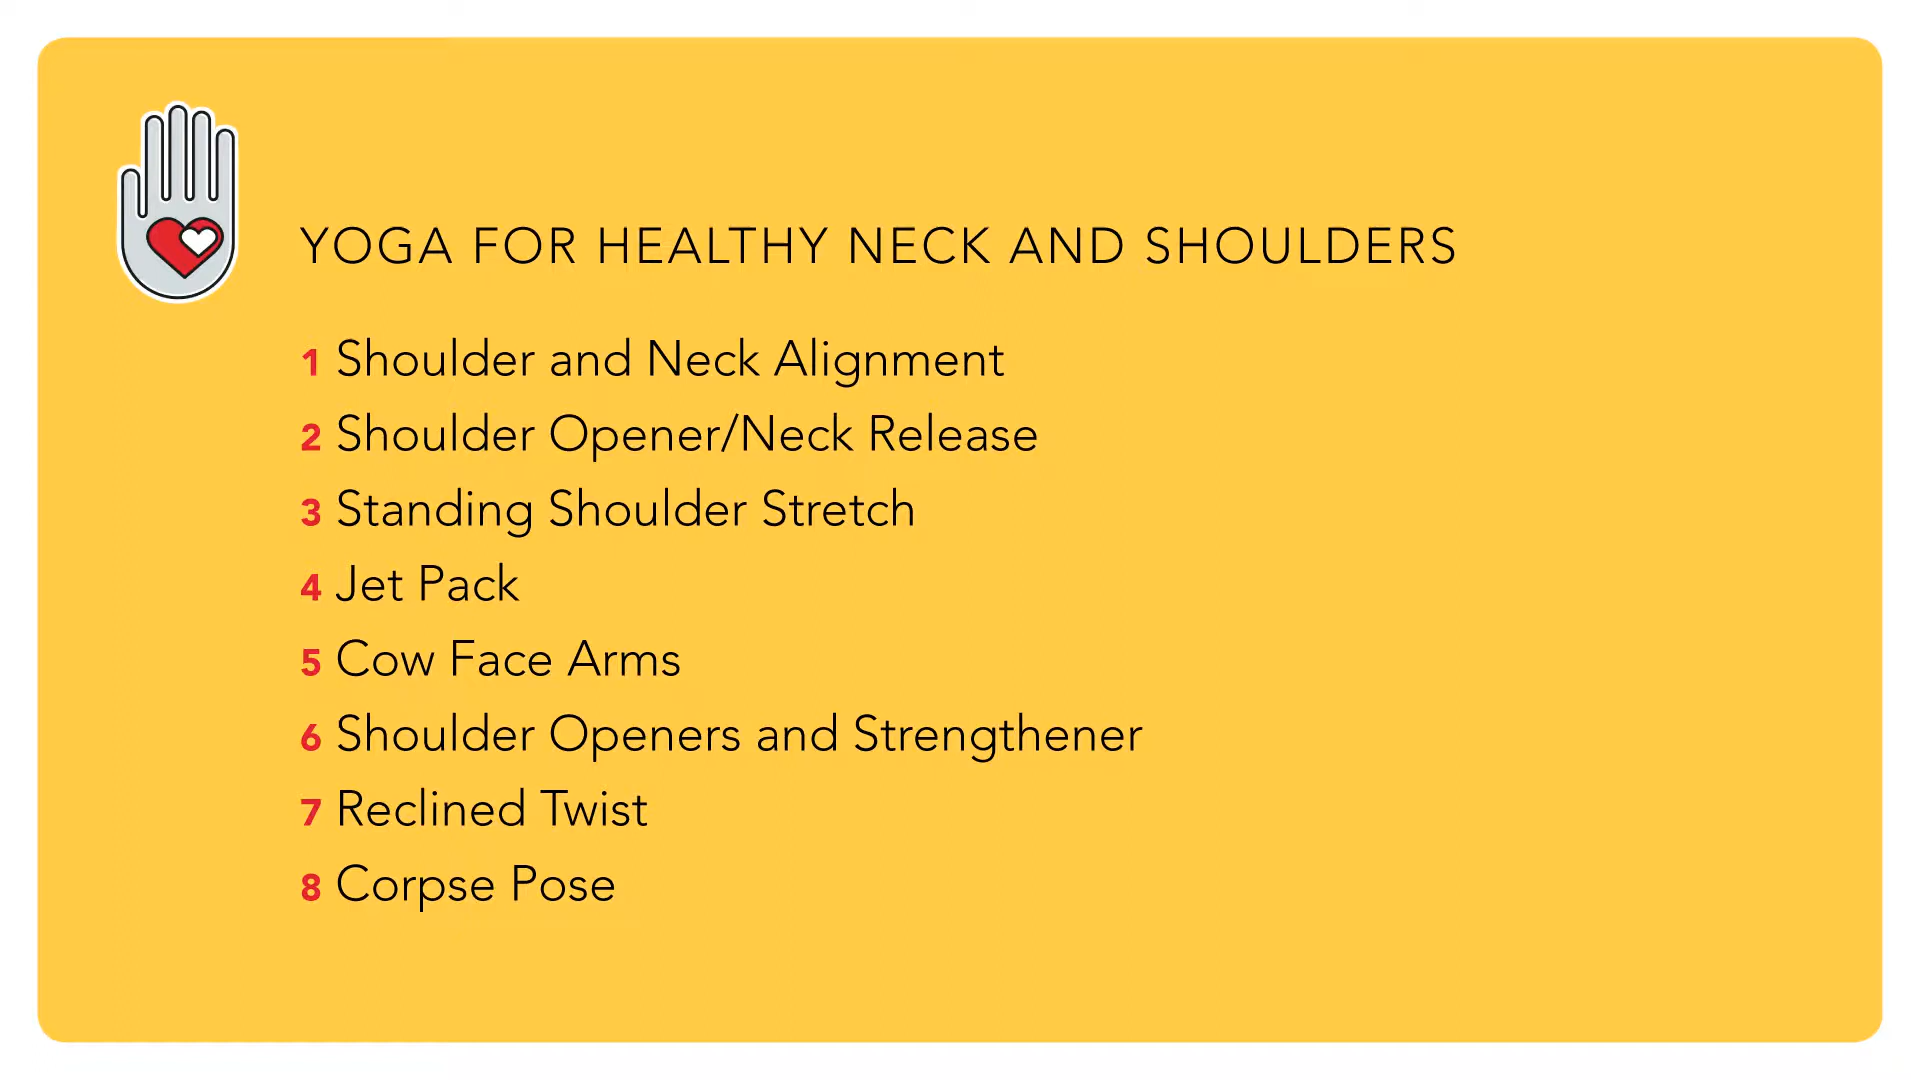 YOGA FOR HEALTHY NECK AND SHOULDERS
1 Shoulder and Neck Alignment
2 Shoulder Opener/Neck Release
3 Standing Shoulder Stretch
4 Jet Pack
5 Cow Face Arms
6 Shoulder Openers and Strengthener
7 Reclined Twist
8 Corpse Pose